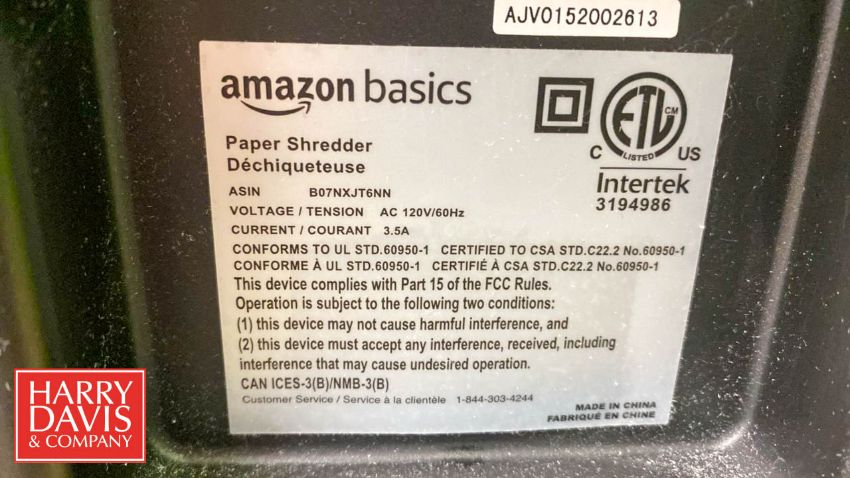 AJVO152002613
amazon basics
Paper Shredder
Déchiqueteuse
ASIN B07NXJT6NN
VOLTAGE / TENSION AC 120V/60Hz
CURRENT / COURANT 3.5A
CONFORMS TO UL STD.60950-1 CERTIFIED TO CSA STD.C22.2 No.60950-1
CONFORME À UL STD.60950-1 CERTIFIÉ À CSA STD.C22.2 No.60950-1
This device complies with Part 15 of the FCC Rules.
Operation is subject to the following two conditions:
(1) this device may not cause harmful interference, and
(2) this device must accept any interference, received, including
interference that may cause undesired operation.
CAN ICES-3(B)/NMB-3(B)
Customer Service / Service à la clientèle 1-844-303-4244
ETL CM
C LISTED US
Intertek
3194986
MADE IN CHINA
FABRIQUÉ EN CHINE
HARRY
DAVIS
& COMPANY